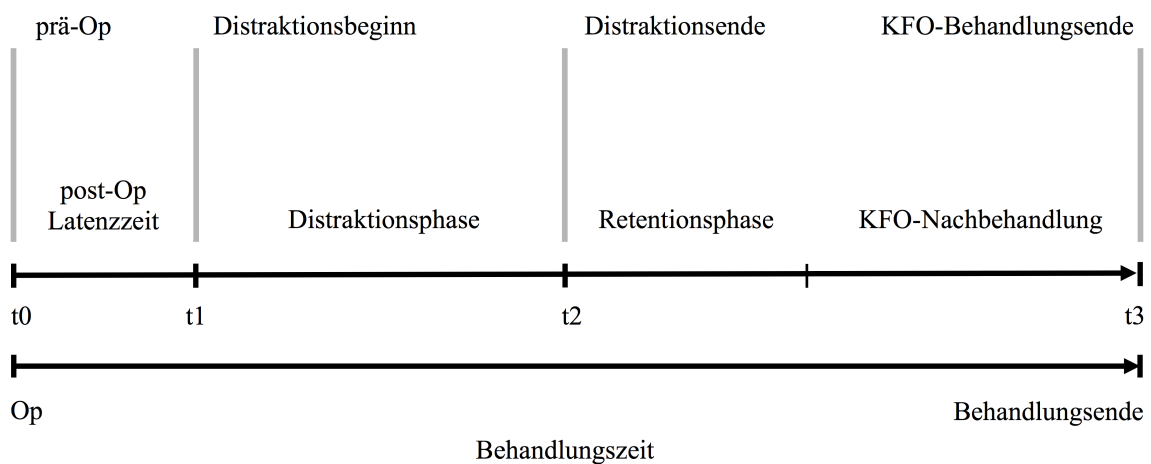 prä-Op Distraktionsbeginn Distraktionsende KFO-Behandlungsende
post-Op
Latenzzeit Distraktionsphase Retentionsphase KFO-Nachbehandlung
t0 t1 t2 t3
Op Behandlungsende
Behandlungszeit